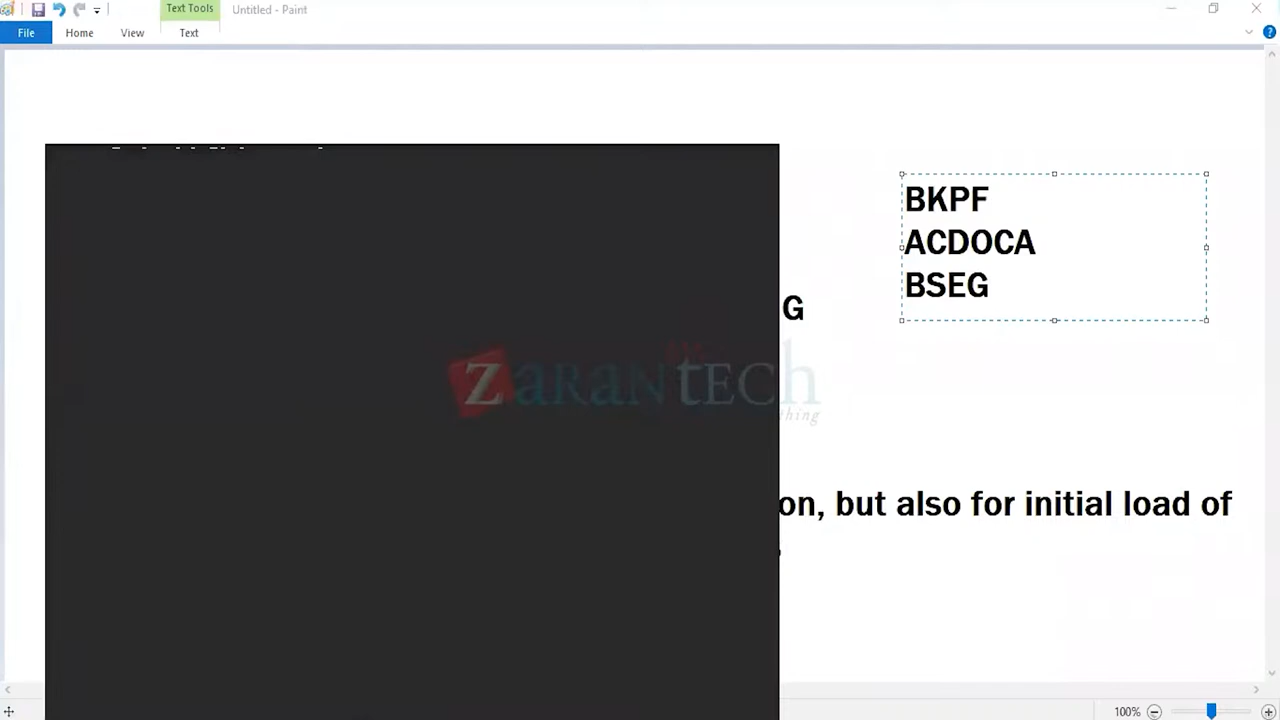 Text Tools
Untitled - Paint
File
Home
View
Text
BKPF
ACDOCA
BSEG
G
ZaranTech
on, but also for initial load of
100%